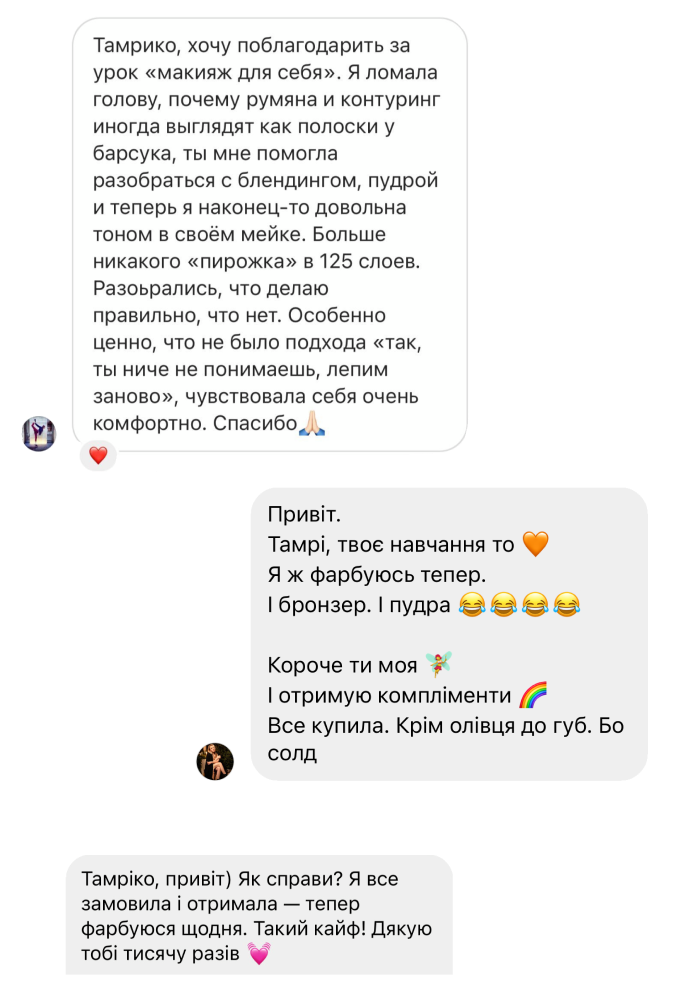 Тамрико, хочу поблагодарить за
урок «макияж для себя». Я ломала
голову, почему румяна и контуринг
иногда выглядят как полоски у
барсука, ты мне помогла
разобраться с блендингом, пудрой
и теперь я наконец-то довольна
тоном в своём мейке. Больше
никакого «пирожка» в 125 слоев.
Разоьрались, что делаю
правильно, что нет. Особенно
ценно, что не было подхода «так,
ты ниче не понимаешь, лепим
заново», чувствовала себя очень
комфортно. Спасибо🙏🏻
❤️
Привіт.
Тамрі, твоє навчання то 🧡
Я ж фарбуюсь тепер.
І бронзер. І пудра 😂😂😂😂
Короче ти моя 🧚🏻‍♀️
І отримую компліменти 🌈
Все купила. Крім олівця до губ. Бо
солд
Тамріко, привіт) Як справи? Я все
замовила і отримала — тепер
фарбуюся щодня. Такий кайф! Дякую
тобі тисячу разів 💓